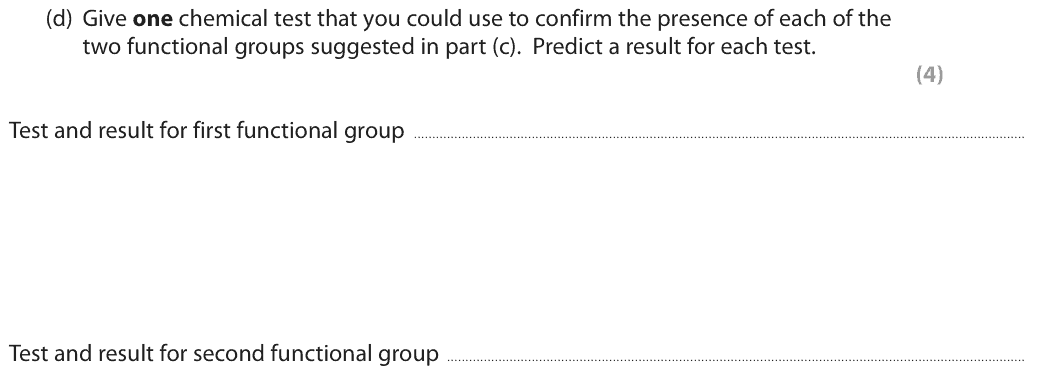 (d) Give one chemical test that you could use to confirm the presence of each of the
two functional groups suggested in part (c). Predict a result for each test.
(4)
Test and result for first functional group
Test and result for second functional group